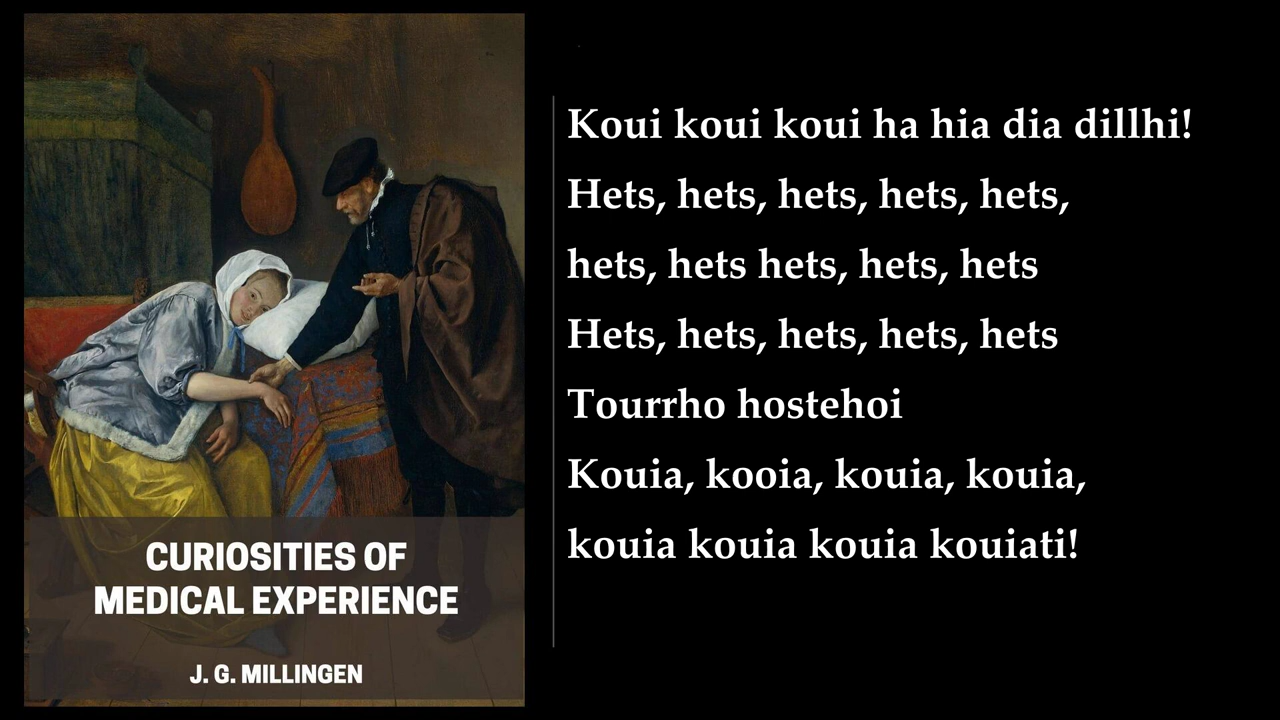 CURIOSITIES OF
MEDICAL EXPERIENCE
J. G. MILLINGEN
Koui koui koui ha hia dia dillhi!
Hets, hets, hets, hets, hets,
hets, hets hets, hets, hets
Hets, hets, hets, hets, hets
Tourrho hostehoi
Kouia, kooia, kouia, kouia,
kouia kouia kouia kouiati!